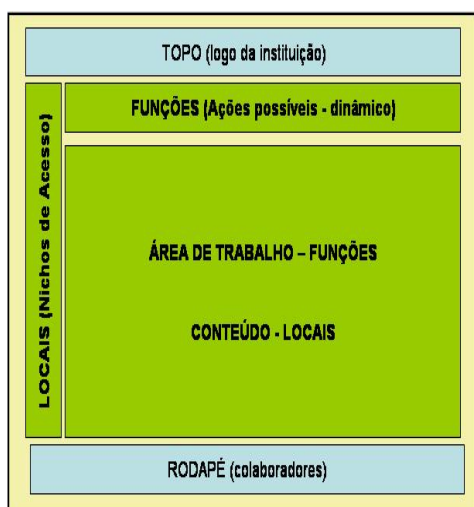 TOPO (logo da instituição)
FUNÇÕES (Ações possíveis - dinâmico)
LOCAIS (Nichos de Acesso)
ÁREA DE TRABALHO – FUNÇÕES
CONTEÚDO - LOCAIS
RODAPÉ (colaboradores)